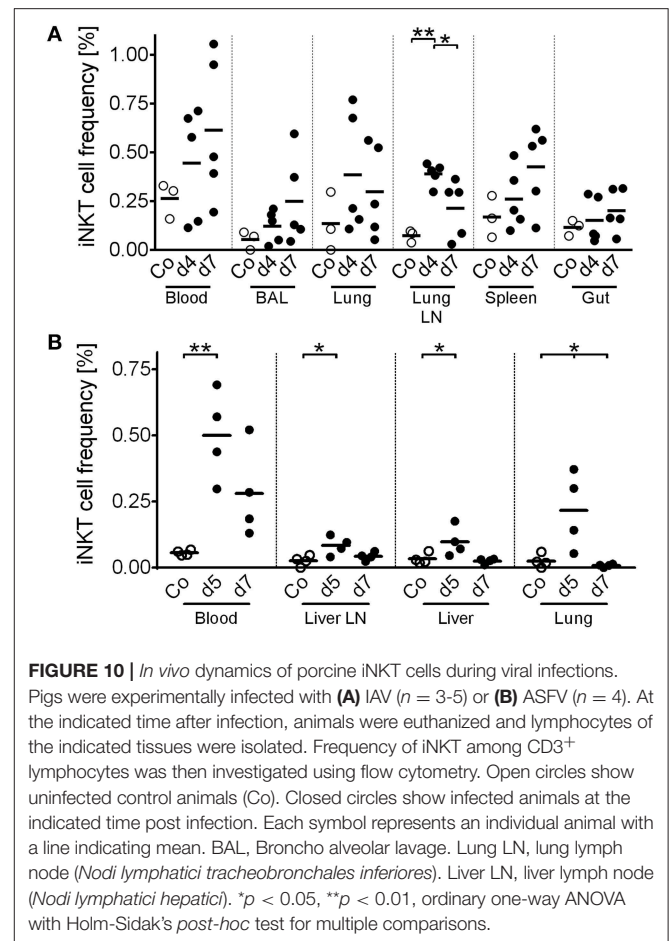 A
iNKT cell frequency [%]
1.00
0.75
0.50
0.25
0.00
** *
Co d4 d7 Co d4 d7 Co d4 d7 Co d4 d7 Co d4 d7 Co d4 d7
Blood BAL Lung Lung LN Spleen Gut
B
iNKT cell frequency [%]
0.75
0.50
0.25
0.00
** * * *
Co d5 d7 Co d5 d7 Co d5 d7 Co d5 d7
Blood Liver LN Liver Lung
FIGURE 10 | In vivo dynamics of porcine iNKT cells during viral infections.
Pigs were experimentally infected with (A) IAV (n = 3-5) or (B) ASFV (n = 4). At
the indicated time after infection, animals were euthanized and lymphocytes of
the indicated tissues were isolated. Frequency of iNKT among CD3+
lymphocytes was then investigated using flow cytometry. Open circles show
uninfected control animals (Co). Closed circles show infected animals at the
indicated time post infection. Each symbol represents an individual animal with
a line indicating mean. BAL, Broncho alveolar lavage. Lung LN, lung lymph
node (Nodi lymphatici tracheobronchales inferiores). Liver LN, liver lymph node
(Nodi lymphatici hepatici). *p < 0.05, **p < 0.01, ordinary one-way ANOVA
with Holm-Sidak's post-hoc test for multiple comparisons.